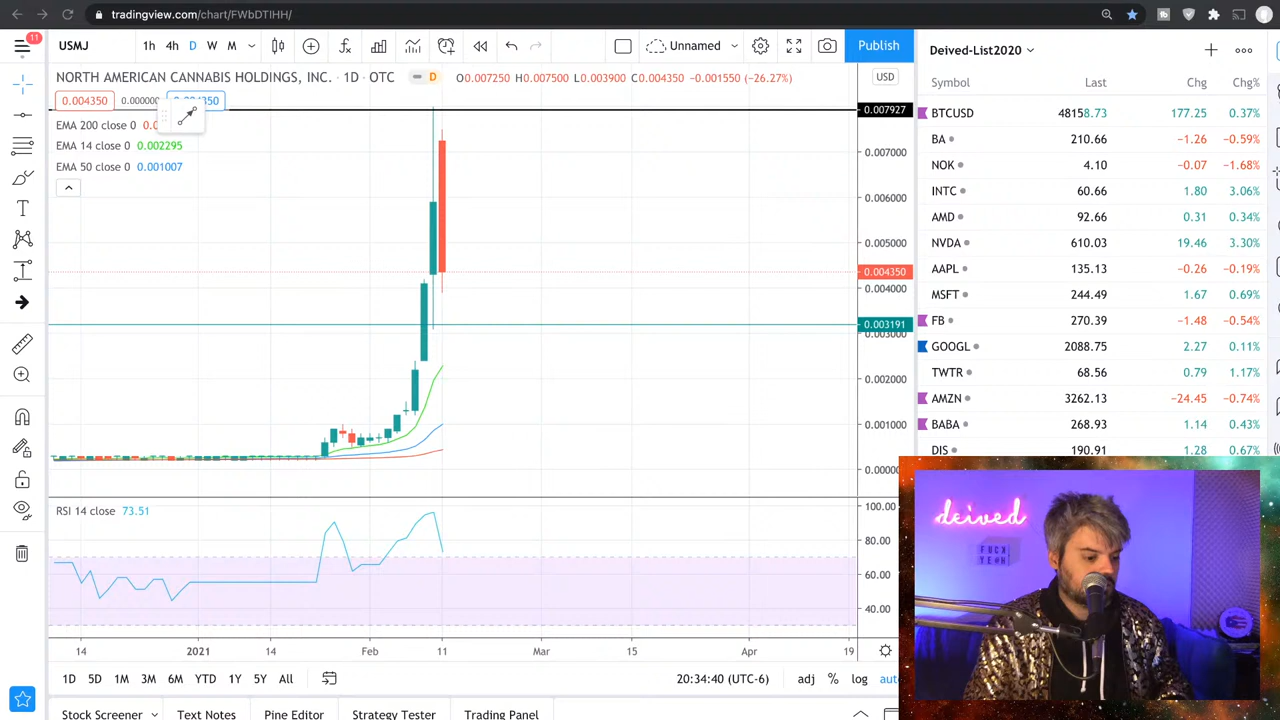 tradingview.com/chart/FWbDTIHH/
11
USMJ
1h 4h D W M
Unnamed
Publish
NORTH AMERICAN CANNABIS HOLDINGS, INC. · 1D · OTC
D O0.007250 H0.007500 L0.003900 C0.004350 −0.001550 (−26.27%)
USD
0.004350 0.000000
EMA 200 close 0
EMA 14 close 0 0.002295
EMA 50 close 0 0.001007
0.007927
0.007000
0.006000
0.005000
0.004350
0.004000
0.003191
0.003000
0.002000
0.001000
RSI 14 close 73.51
100.00
80.00
60.00
40.00
14 2021 14 Feb 11 Mar 15 Apr 19
1D 5D 1M 3M 6M YTD 1Y 5Y All
20:34:40 (UTC-6) adj % log
Stock Screener Text Notes Pine Editor Strategy Tester Trading Panel
Deived-List2020
Symbol Last Chg Chg%
BTCUSD 48158.73 177.25 0.37%
BA 210.66 −1.26 −0.59%
NOK 4.10 −0.07 −1.68%
INTC 60.66 1.80 3.06%
AMD 92.66 0.31 0.34%
NVDA 610.03 19.46 3.30%
AAPL 135.13 −0.26 −0.19%
MSFT 244.49 1.67 0.69%
FB 270.39 −1.48 −0.54%
GOOGL 2088.75 2.27 0.11%
TWTR 68.56 0.79 1.17%
AMZN 3262.13 −24.45 −0.74%
BABA 268.93 1.14 0.43%
DIS 190.91 1.28 0.67%
deived
FUCK
YEAH